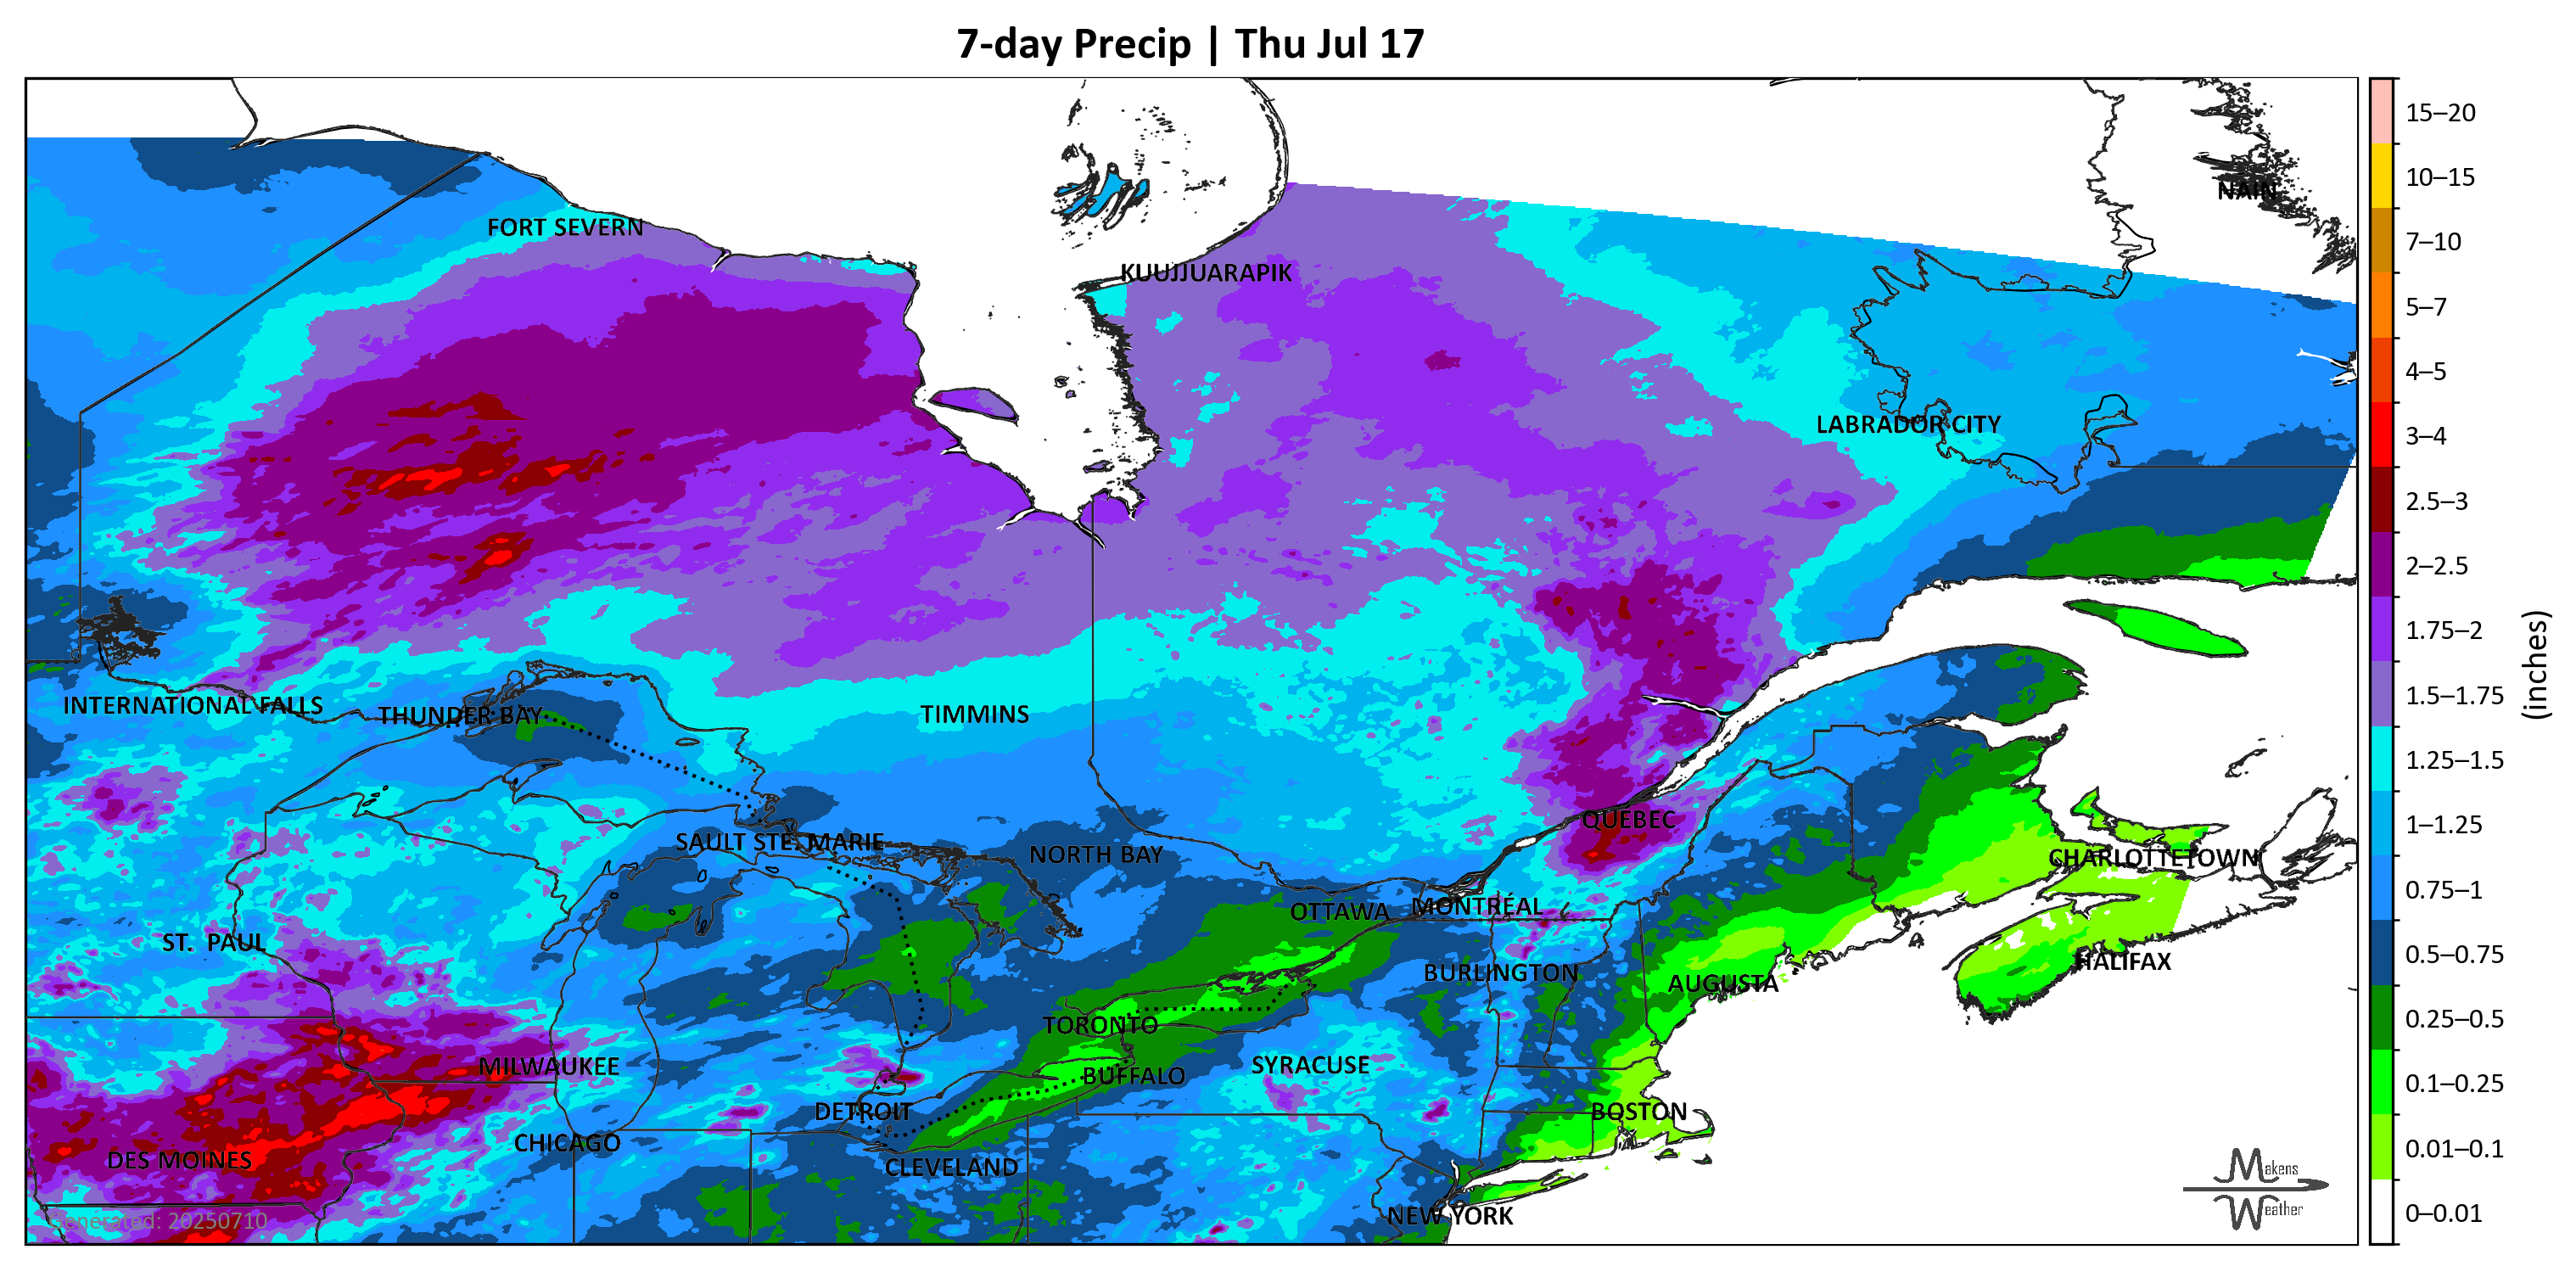 7-day Precip | Thu Jul 17
15–20
10–15
7–10
5–7
4–5
3–4
2.5–3
2–2.5
1.75–2
1.5–1.75
1.25–1.5
1–1.25
0.75–1
0.5–0.75
0.25–0.5
0.1–0.25
0.01–0.1
0–0.01
(inches)
NAIN
FORT SEVERN
KUUJJUARAPIK
LABRADOR CITY
INTERNATIONAL FALLS
THUNDER BAY
TIMMINS
QUEBEC
SAULT STE. MARIE
NORTH BAY
CHARLOTTETOWN
OTTAWA
MONTRÉAL
ST. PAUL
HALIFAX
BURLINGTON
AUGUSTA
TORONTO
MILWAUKEE
SYRACUSE
BUFFALO
DETROIT
BOSTON
CHICAGO
DES MOINES
CLEVELAND
NEW YORK
Generated: 20250710
Makens
Weather